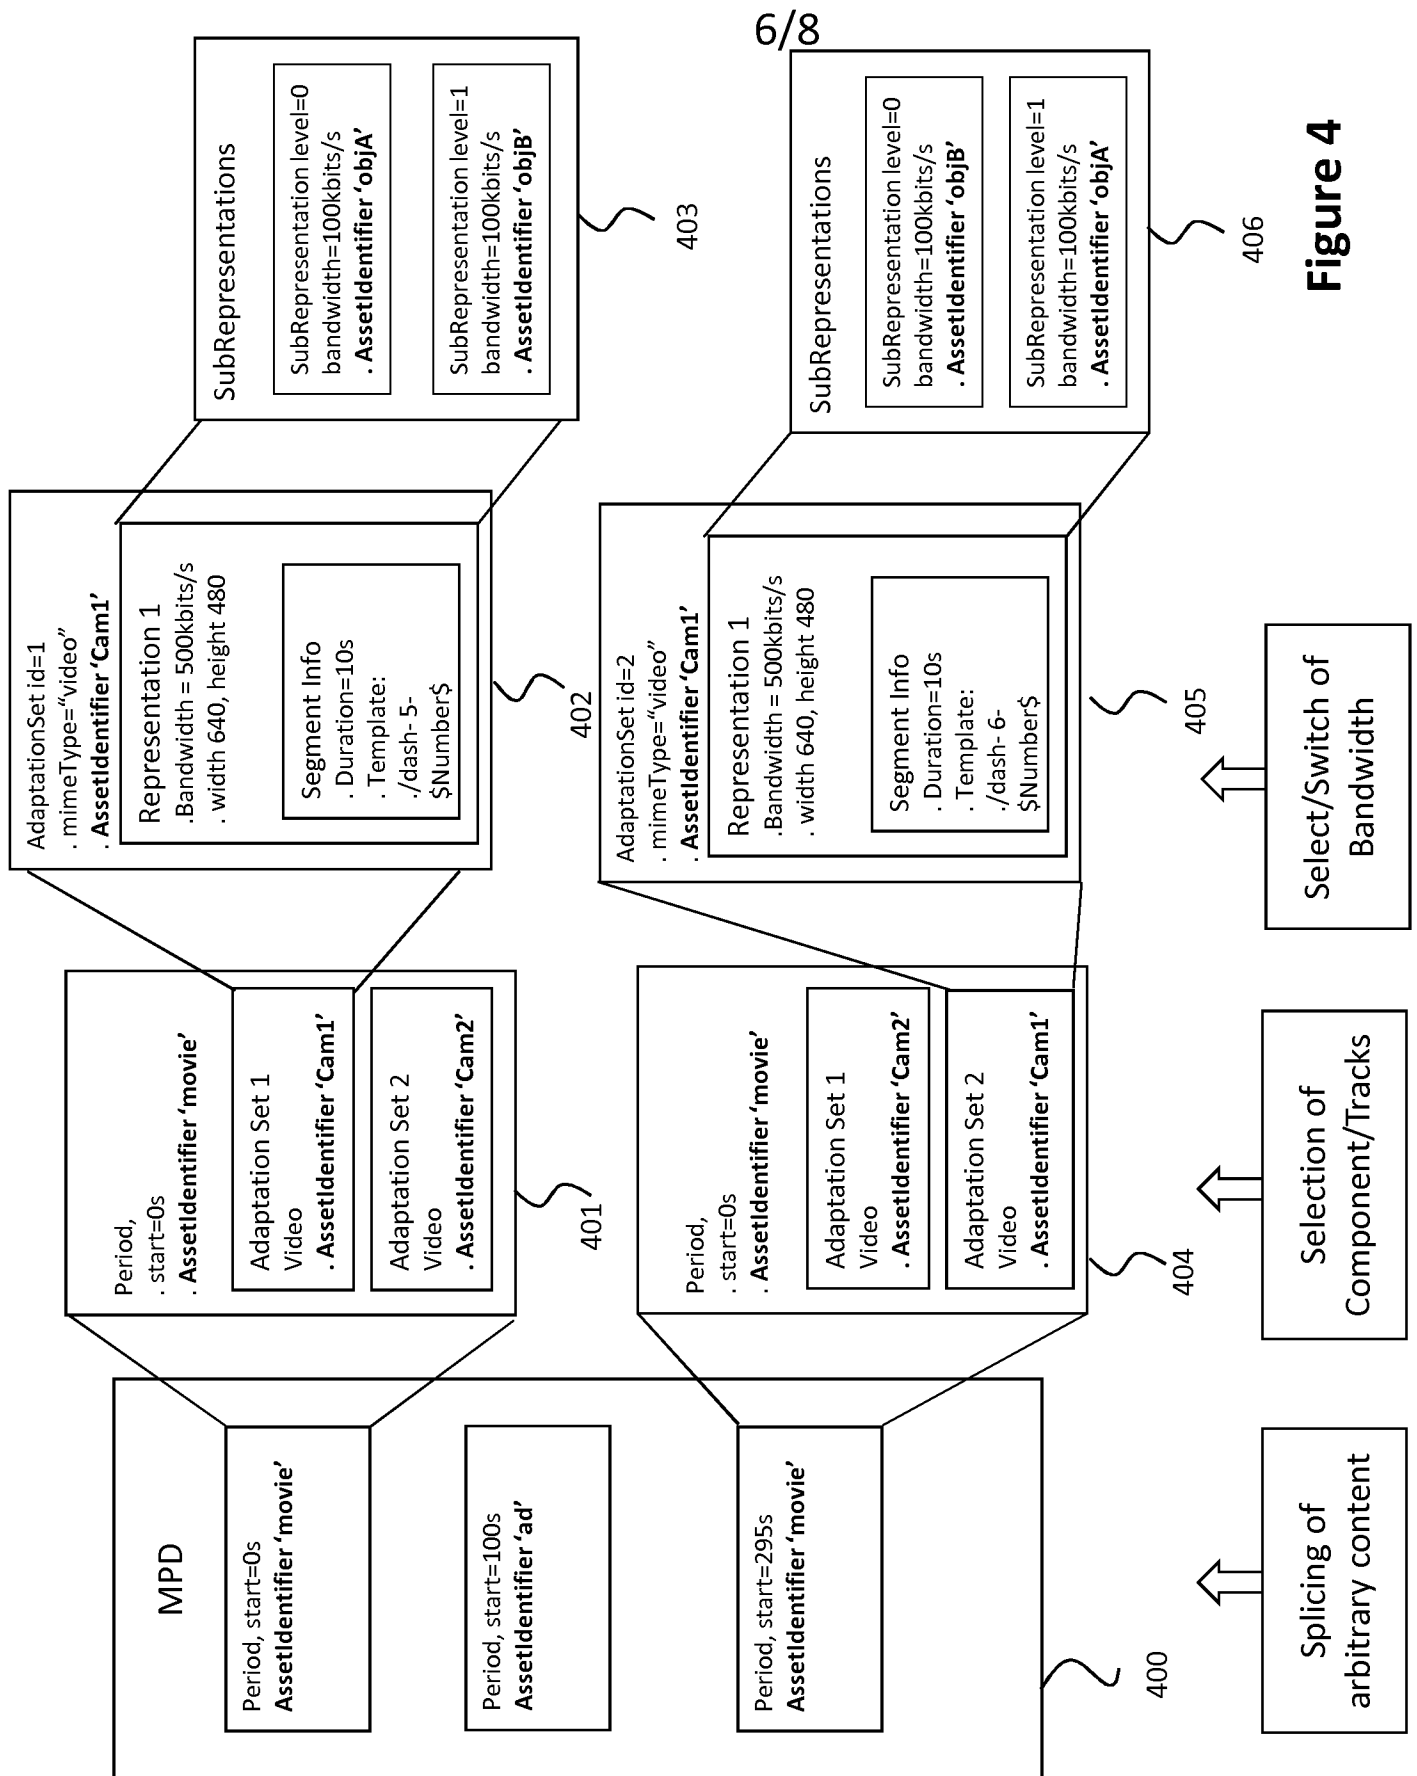 6/8
MPD
Period, start=0s
AssetIdentifier ‘movie’
Period, start=100s
AssetIdentifier ‘ad’
Period, start=295s
AssetIdentifier ‘movie’
400
Period,
. start=0s
. AssetIdentifier ‘movie’
Adaptation Set 1
Video
. AssetIdentifier ‘Cam1’
Adaptation Set 2
Video
. AssetIdentifier ‘Cam2’
401
AdaptationSet id=1
. mimeType=“video”
. AssetIdentifier ‘Cam1’
Representation 1
.Bandwidth = 500kbits/s
. width 640, height 480
Segment Info
. Duration=10s
. Template:
./dash- 5-
$Number$
402
SubRepresentations
SubRepresentation level=0
bandwidth=100kbits/s
. AssetIdentifier ‘objA’
SubRepresentation level=1
bandwidth=100kbits/s
. AssetIdentifier ‘objB’
403
Period,
. start=0s
. AssetIdentifier ‘movie’
Adaptation Set 1
Video
. AssetIdentifier ‘Cam2’
Adaptation Set 2
Video
. AssetIdentifier ‘Cam1’
404
AdaptationSet id=2
. mimeType=“video”
. AssetIdentifier ‘Cam1’
Representation 1
.Bandwidth = 500kbits/s
. width 640, height 480
Segment Info
. Duration=10s
. Template:
./dash- 6-
$Number$
405
SubRepresentations
SubRepresentation level=0
bandwidth=100kbits/s
. AssetIdentifier ‘objB’
SubRepresentation level=1
bandwidth=100kbits/s
. AssetIdentifier ‘objA’
406
Splicing of
arbitrary content
Selection of
Component/Tracks
Select/Switch of
Bandwidth
Figure 4